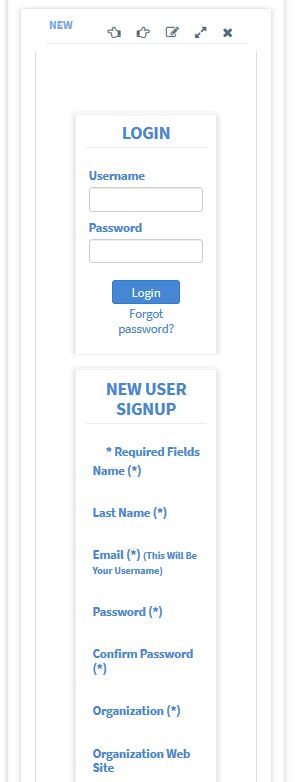 NEW
LOGIN
Username
Password
Login
Forgot
password?
NEW USER
SIGNUP
* Required Fields
Name (*)
Last Name (*)
Email (*) (This Will Be
Your Username)
Password (*)
Confirm Password
(*)
Organization (*)
Organization Web
Site